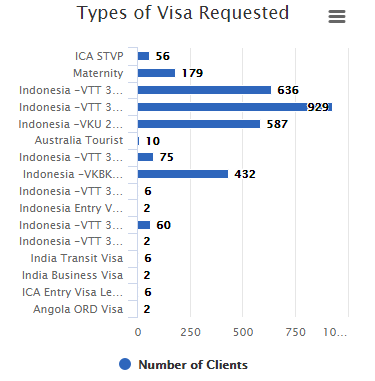 Types of Visa Requested
ICA STVP 56
Maternity 179
Indonesia –VTT 3... 636
Indonesia –VTT 3... 929
Indonesia –VKU 2... 587
Australia Tourist 10
Indonesia –VTT 3... 75
Indonesia –VKBK... 432
Indonesia –VTT 3... 6
Indonesia Entry V... 2
Indonesia –VTT 3... 60
Indonesia –VTT 3... 2
India Transit Visa 6
India Business Visa 2
ICA Entry Visa Le... 6
Angola ORD Visa 2
0 250 500 750 10...
Number of Clients